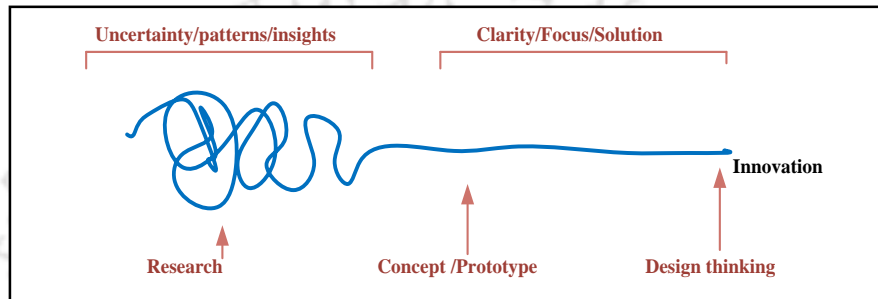 Uncertainty/patterns/insights
Clarity/Focus/Solution
Innovation
Research
Concept /Prototype
Design thinking